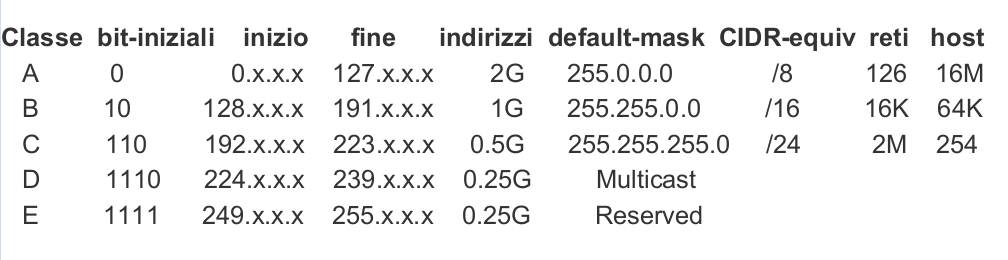 Classe bit-iniziali inizio fine indirizzi default-mask CIDR-equiv reti host
A 0 0.x.x.x 127.x.x.x 2G 255.0.0.0 /8 126 16M
B 10 128.x.x.x 191.x.x.x 1G 255.255.0.0 /16 16K 64K
C 110 192.x.x.x 223.x.x.x 0.5G 255.255.255.0 /24 2M 254
D 1110 224.x.x.x 239.x.x.x 0.25G Multicast
E 1111 249.x.x.x 255.x.x.x 0.25G Reserved